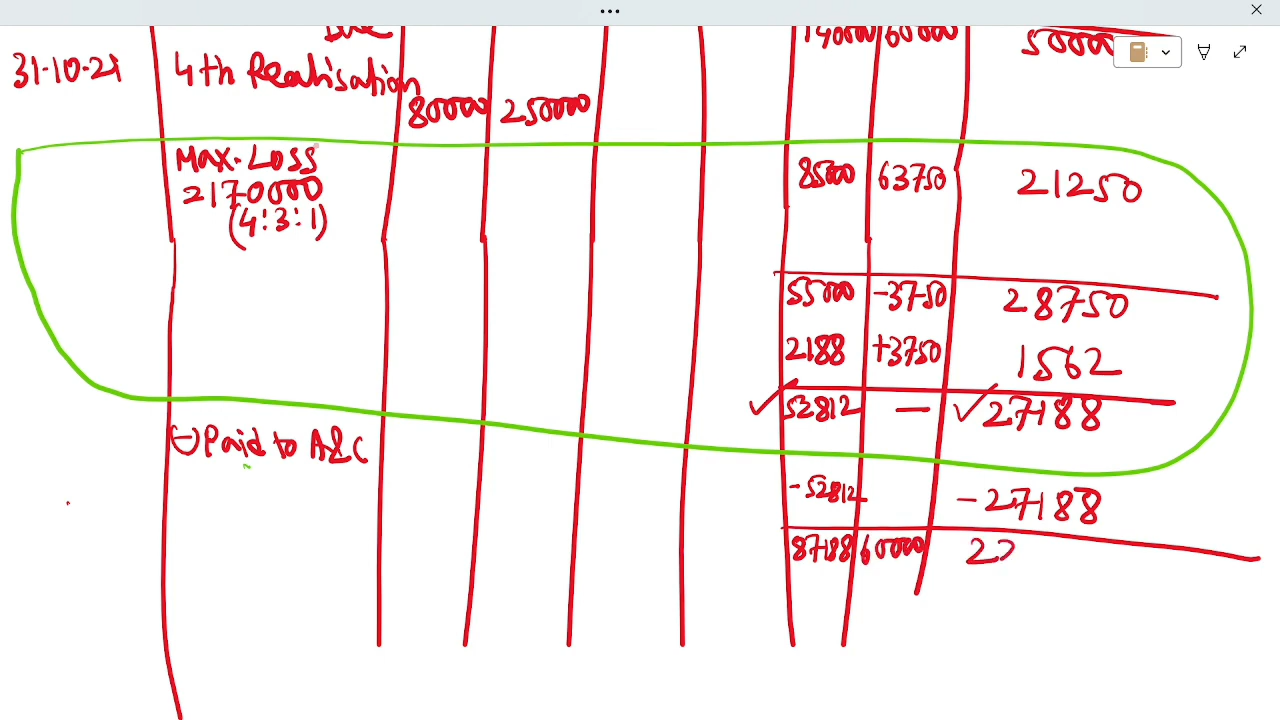 140000 60000 50000
31-10-21 4th Realisation
80000 250000
Max. Loss 85000 63750 21250
2170000
(4:3:1)
55000 -3750 28750
2188 +3750 1562
52812 — 27188
(-) Paid to A&C
-52812 -27188
87188 60000 22